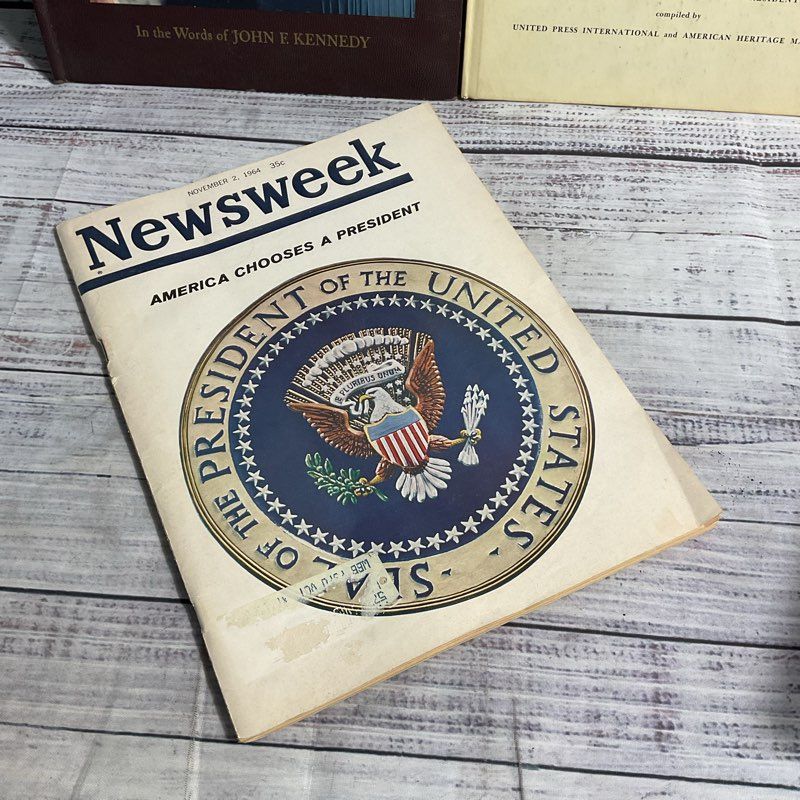 In the Words of JOHN F. KENNEDY
compiled by
UNITED PRESS INTERNATIONAL and AMERICAN HERITAGE
NOVEMBER 2, 1964 35c
Newsweek
AMERICA CHOOSES A PRESIDENT
SEAL OF THE PRESIDENT OF THE UNITED STATES
E PLURIBUS UNUM